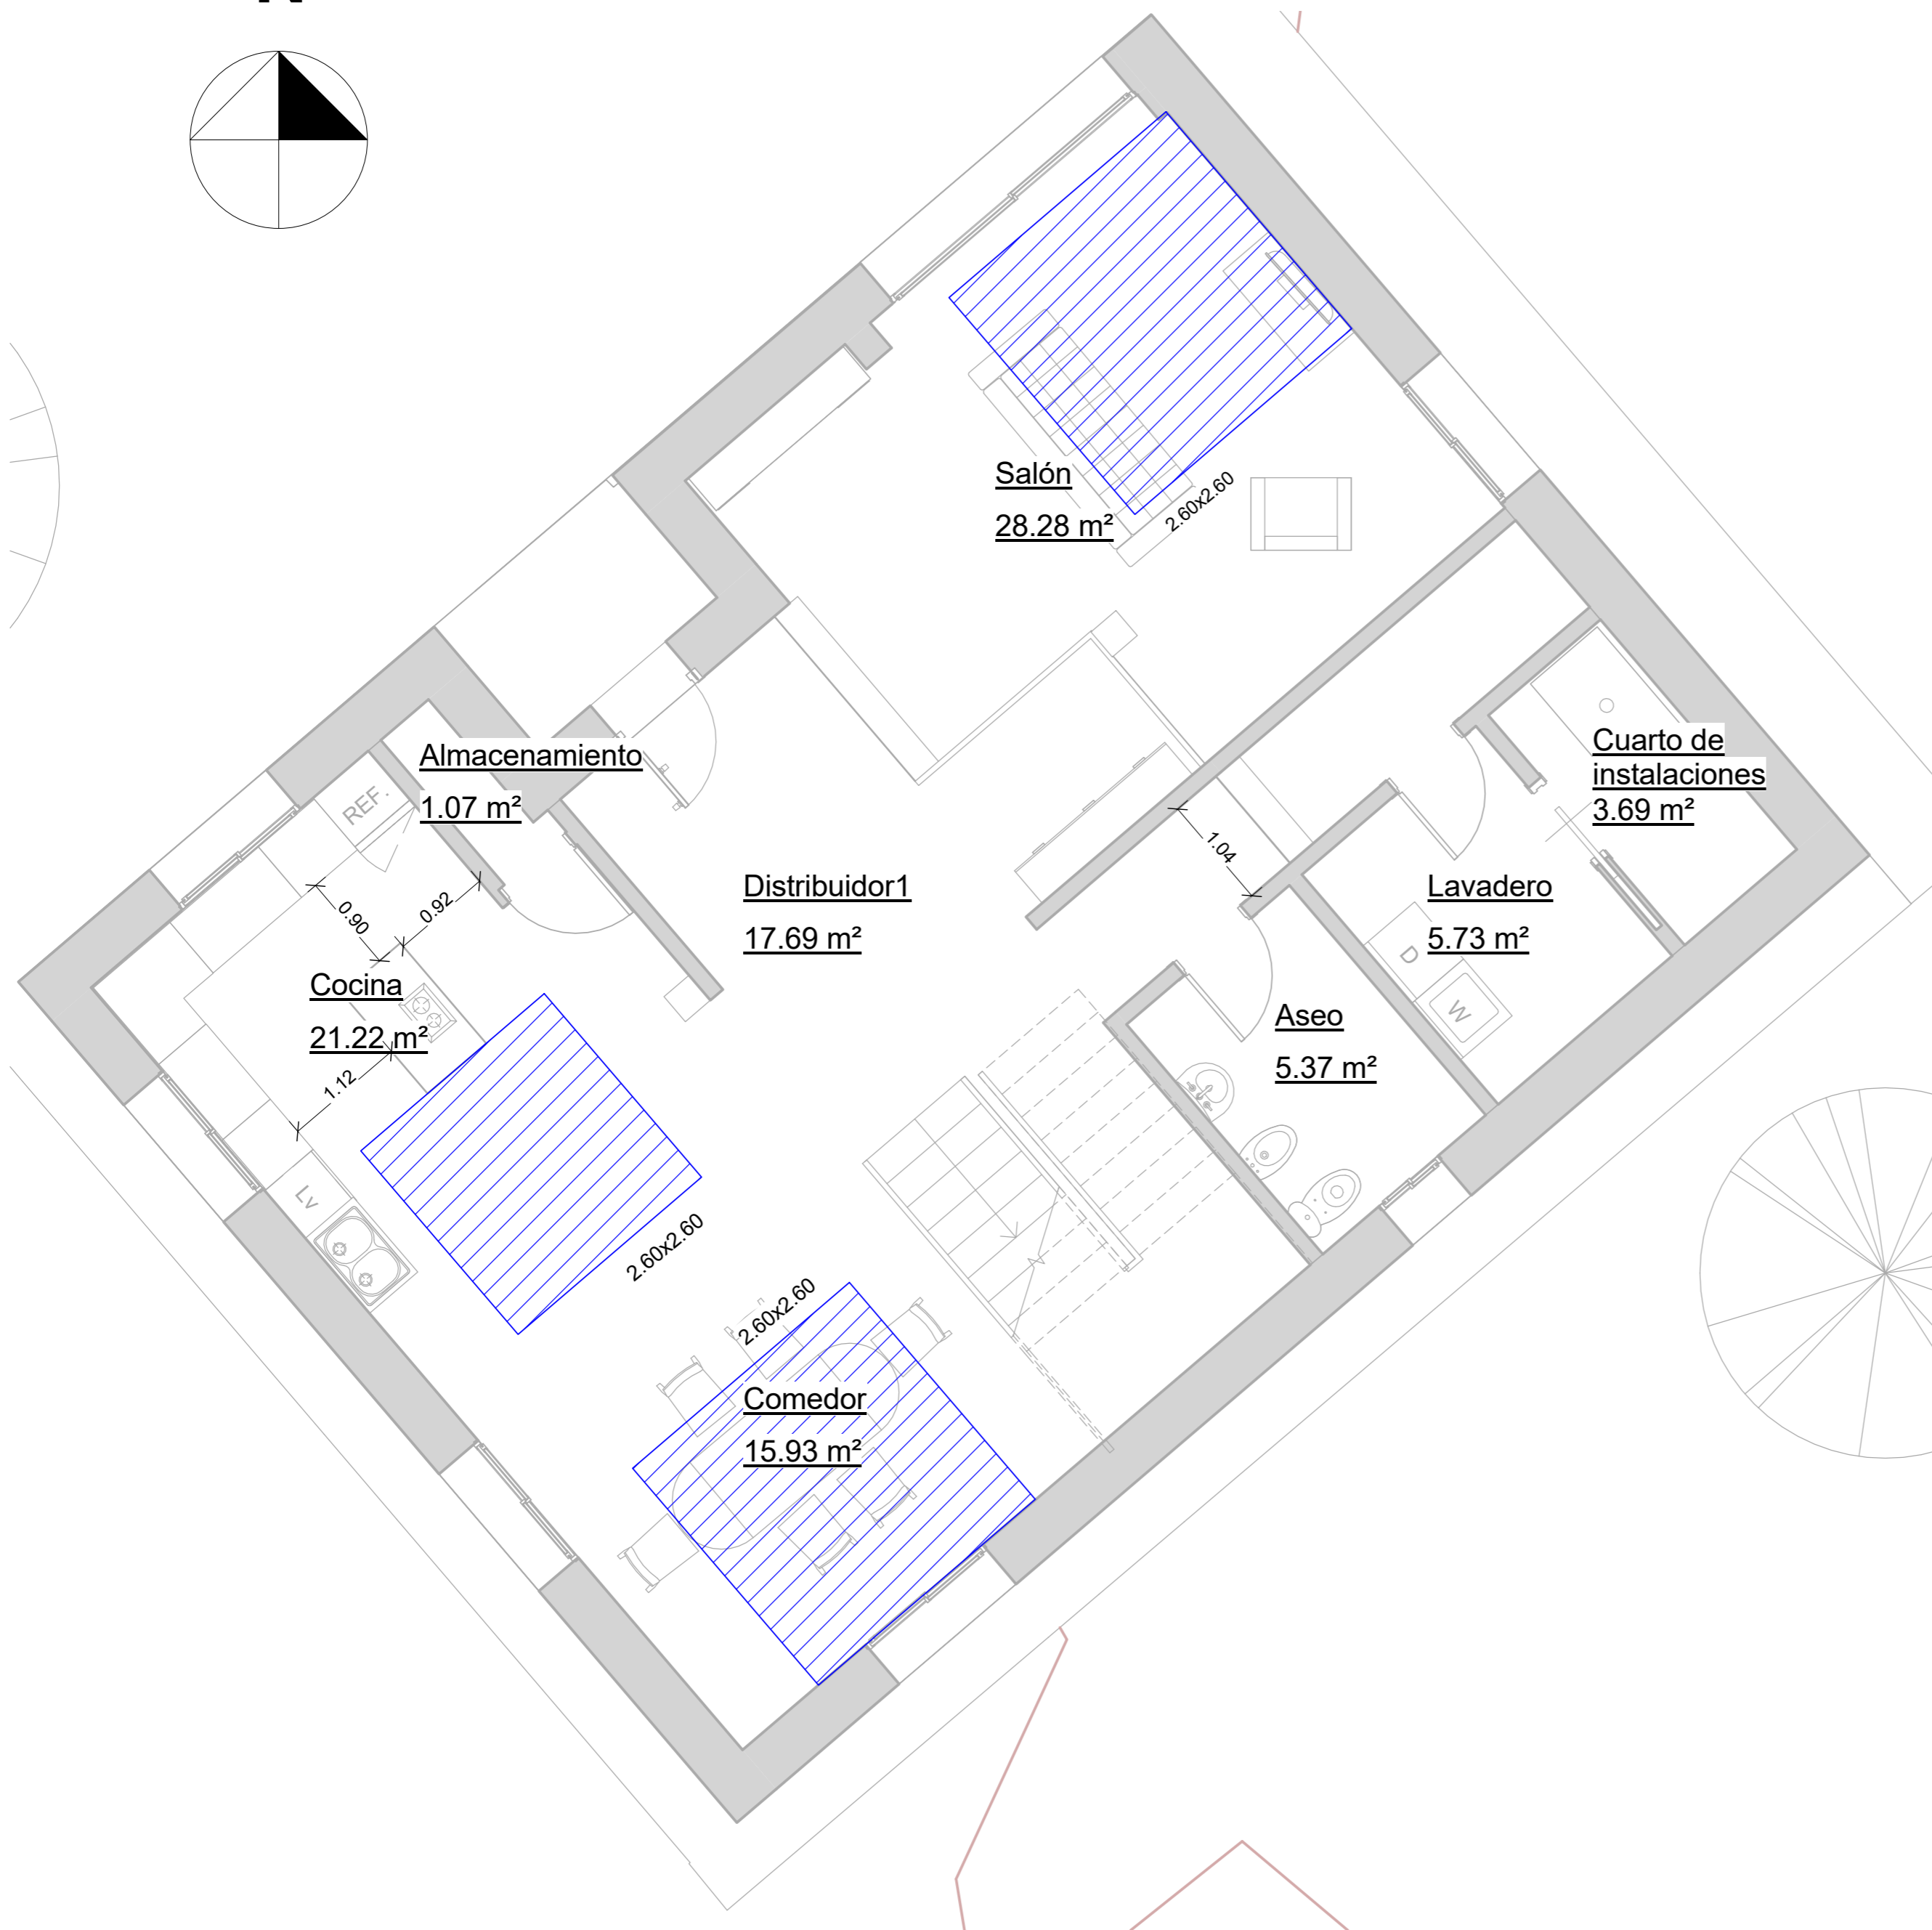 Salón
28.28 m²
2.60x2.60
Almacenamiento
1.07 m²
REF.
Cuarto de
instalaciones
3.69 m²
1.04
0.90
0.92
Distribuidor1
17.69 m²
Lavadero
5.73 m²
D
W
Cocina
21.22 m²
1.12
Aseo
5.37 m²
Lv
2.60x2.60
2.60x2.60
Comedor
15.93 m²